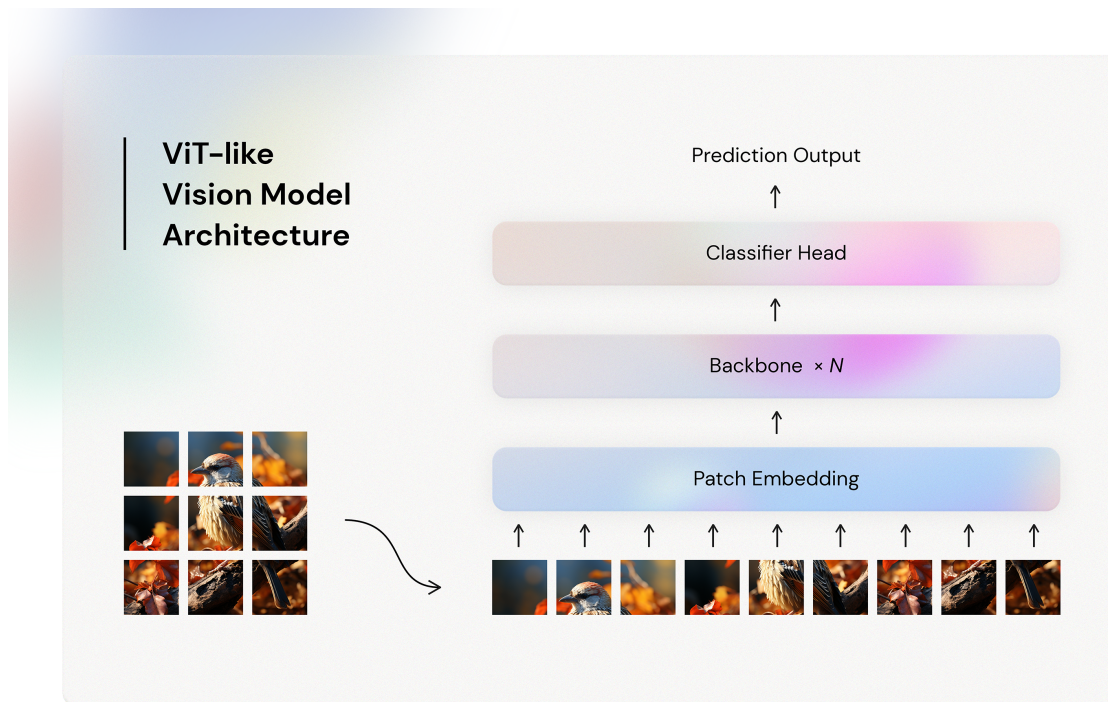 ViT-like
Vision Model
Architecture
Prediction Output
Classifier Head
Backbone × N
Patch Embedding